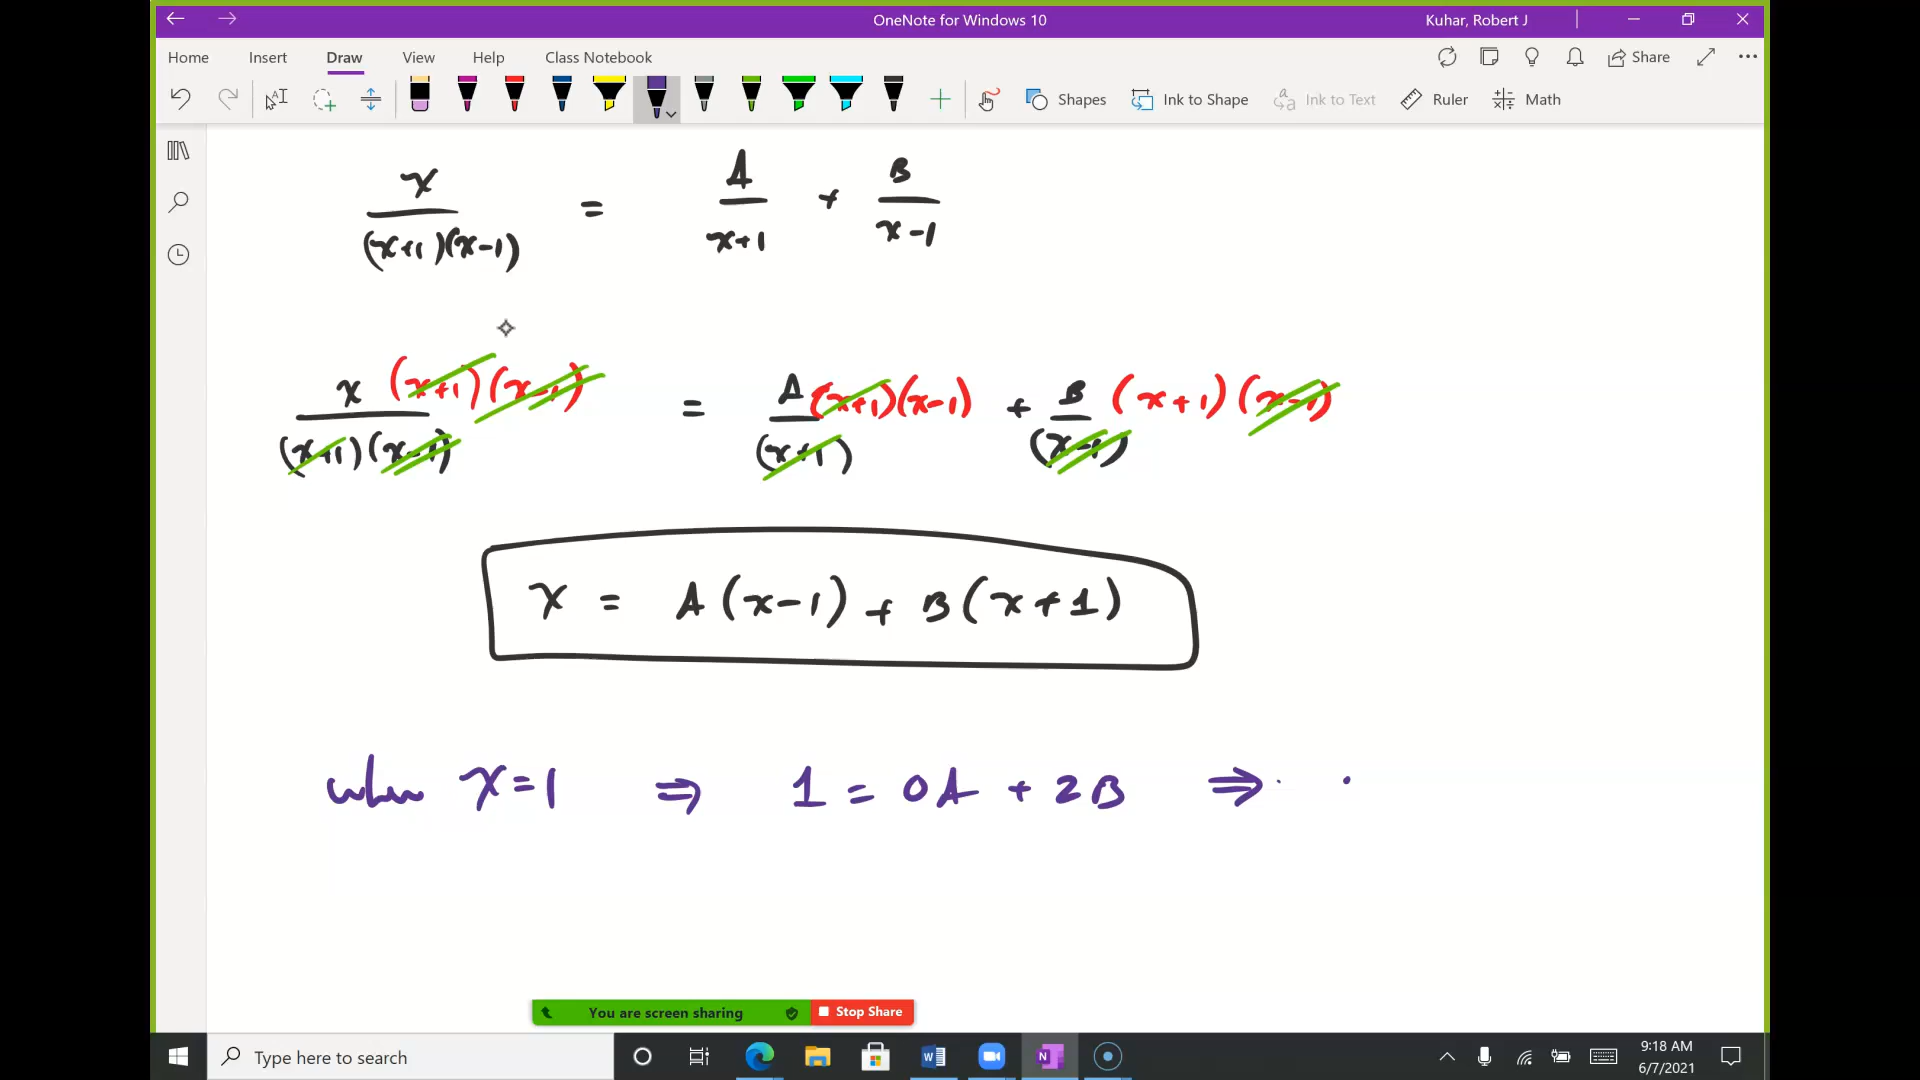 OneNote for Windows 10 Kuhar, Robert J
Home Insert Draw View Help Class Notebook Share
Shapes Ink to Shape Ink to Text Ruler Math
x/((x+1)(x-1)) = A/(x+1) + B/(x-1)
x(x+1)(x-1)/((x+1)(x-1)) = A(x+1)(x-1)/(x+1) + B(x+1)(x-1)/(x-1)
x = A(x-1) + B(x+1)
when x=1 ⇒ 1 = 0A + 2B ⇒
You are screen sharing Stop Share
Type here to search
9:18 AM
6/7/2021